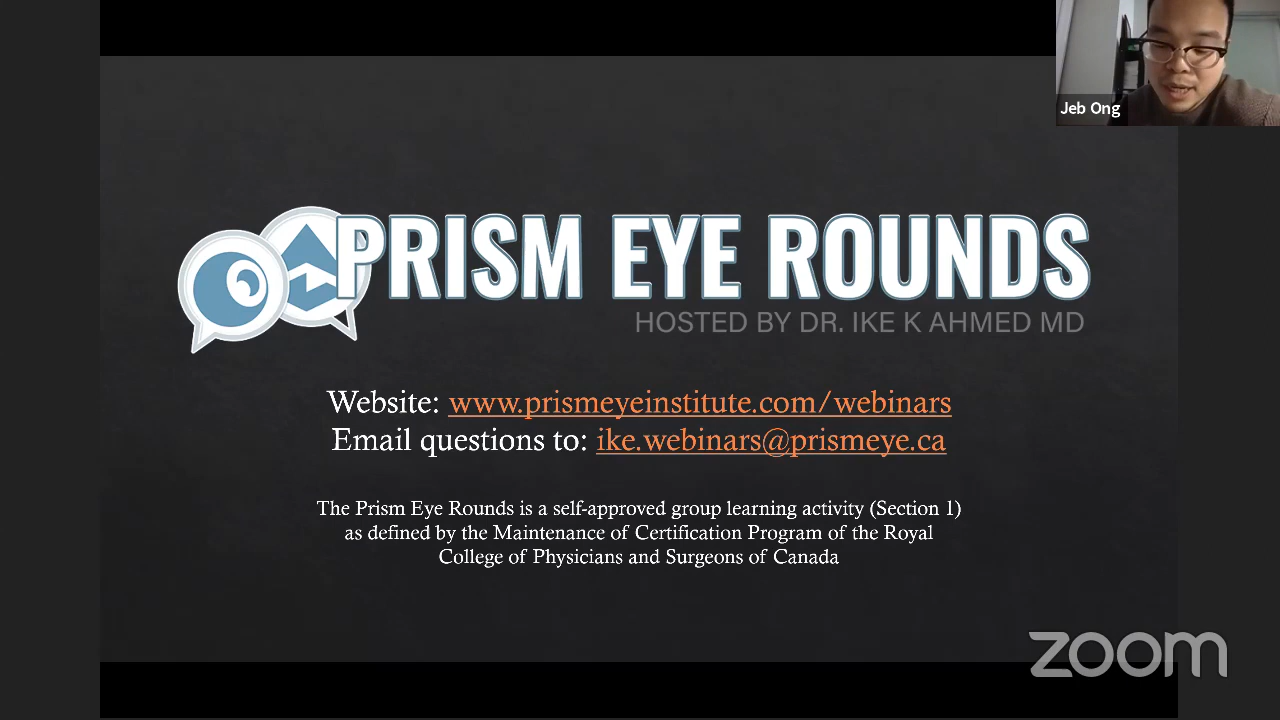 Jeb Ong
PRISM EYE ROUNDS
HOSTED BY DR. IKE K AHMED MD
Website: www.prismeyeinstitute.com/webinars
Email questions to: ike.webinars@prismeye.ca
The Prism Eye Rounds is a self-approved group learning activity (Section 1)
as defined by the Maintenance of Certification Program of the Royal
College of Physicians and Surgeons of Canada
zoom